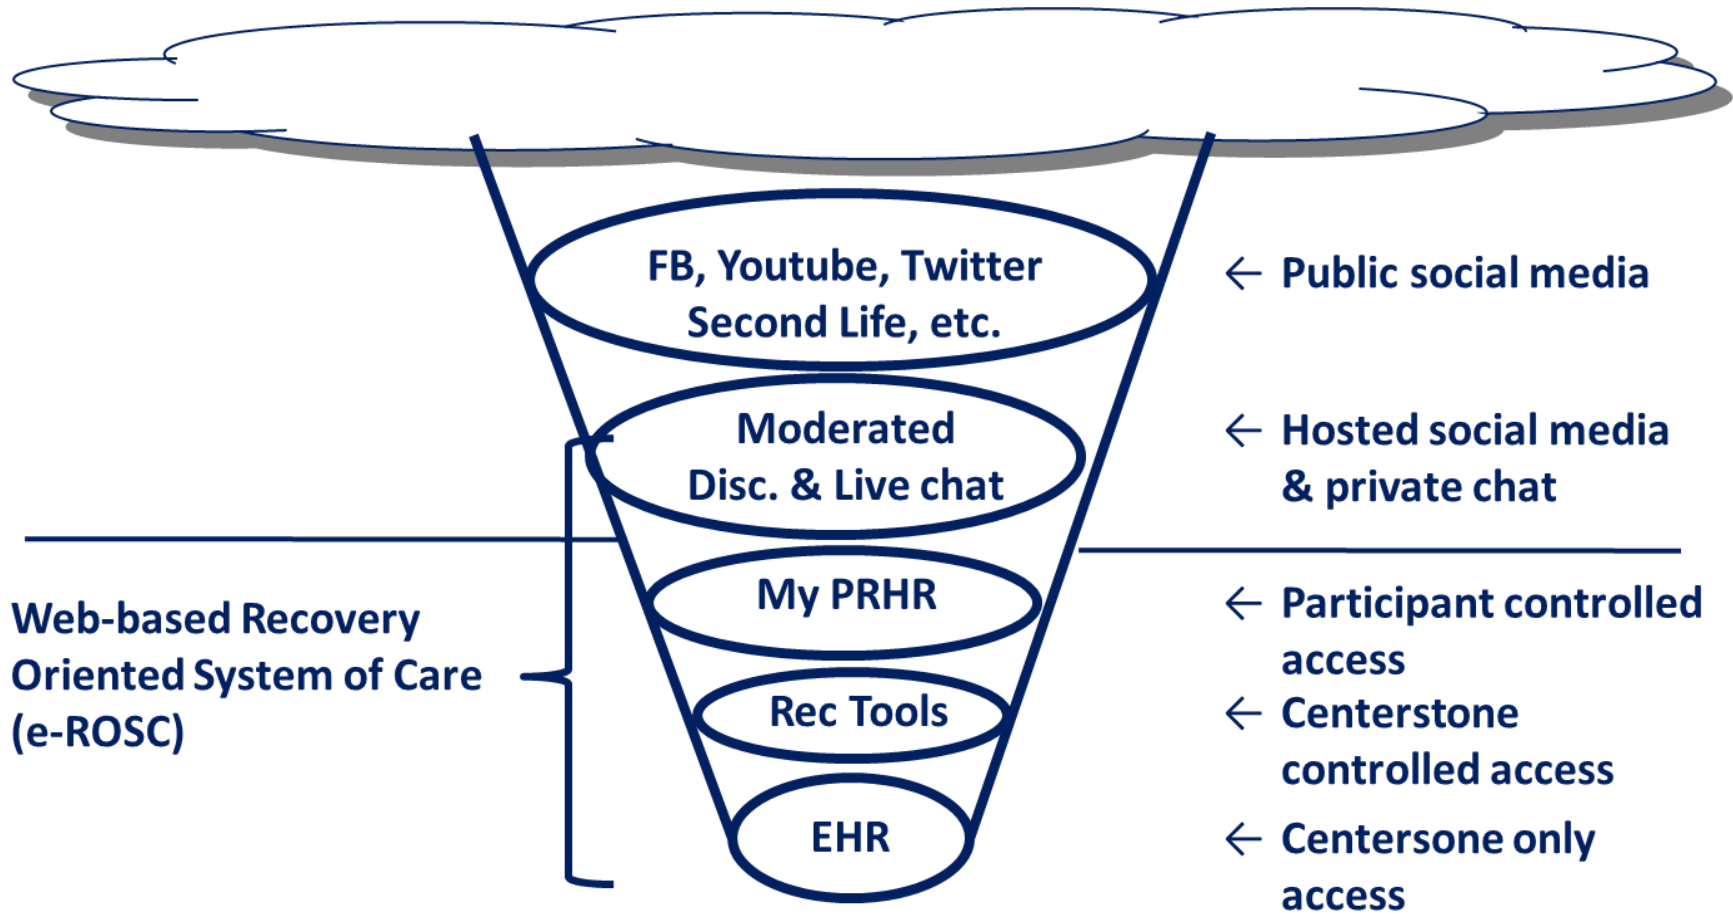 FB, Youtube, Twitter
Second Life, etc.
← Public social media
Moderated
Disc. & Live chat
← Hosted social media
& private chat
Web-based Recovery
Oriented System of Care
(e-ROSC)
My PRHR
← Participant controlled
access
Rec Tools
← Centerstone
controlled access
EHR
← Centersone only
access